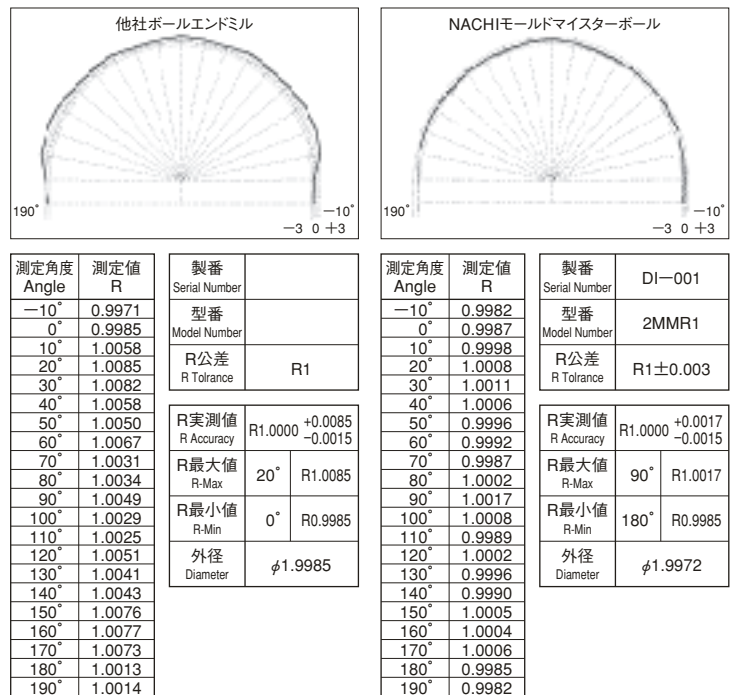 他社ボールエンドミル
190˚
−10˚
−3 0 +3
測定角度 測定値
Angle R
−10˚ 0.9971
0˚ 0.9985
10˚ 1.0058
20˚ 1.0085
30˚ 1.0082
40˚ 1.0058
50˚ 1.0050
60˚ 1.0067
70˚ 1.0031
80˚ 1.0034
90˚ 1.0049
100˚ 1.0029
110˚ 1.0025
120˚ 1.0051
130˚ 1.0041
140˚ 1.0043
150˚ 1.0076
160˚ 1.0077
170˚ 1.0073
180˚ 1.0013
190˚ 1.0014
製番
Serial Number
型番
Model Number
R公差
R Tolrance
R1
R実測値
R Accuracy
R1.0000 +0.0085
−0.0015
R最大値
R-Max
20˚ R1.0085
R最小値
R-Min
0˚ R0.9985
外径
Diameter
φ1.9985
NACHIモールドマイスターボール
190˚
−10˚
−3 0 +3
測定角度 測定値
Angle R
−10˚ 0.9982
0˚ 0.9987
10˚ 0.9998
20˚ 1.0008
30˚ 1.0011
40˚ 1.0006
50˚ 0.9996
60˚ 0.9992
70˚ 0.9987
80˚ 1.0002
90˚ 1.0017
100˚ 1.0008
110˚ 0.9989
120˚ 1.0002
130˚ 0.9996
140˚ 0.9990
150˚ 1.0005
160˚ 1.0004
170˚ 1.0006
180˚ 0.9985
190˚ 0.9982
製番
Serial Number
DI−001
型番
Model Number
2MMR1
R公差
R Tolrance
R1±0.003
R実測値
R Accuracy
R1.0000 +0.0017
−0.0015
R最大値
R-Max
90˚ R1.0017
R最小値
R-Min
180˚ R0.9985
外径
Diameter
φ1.9972